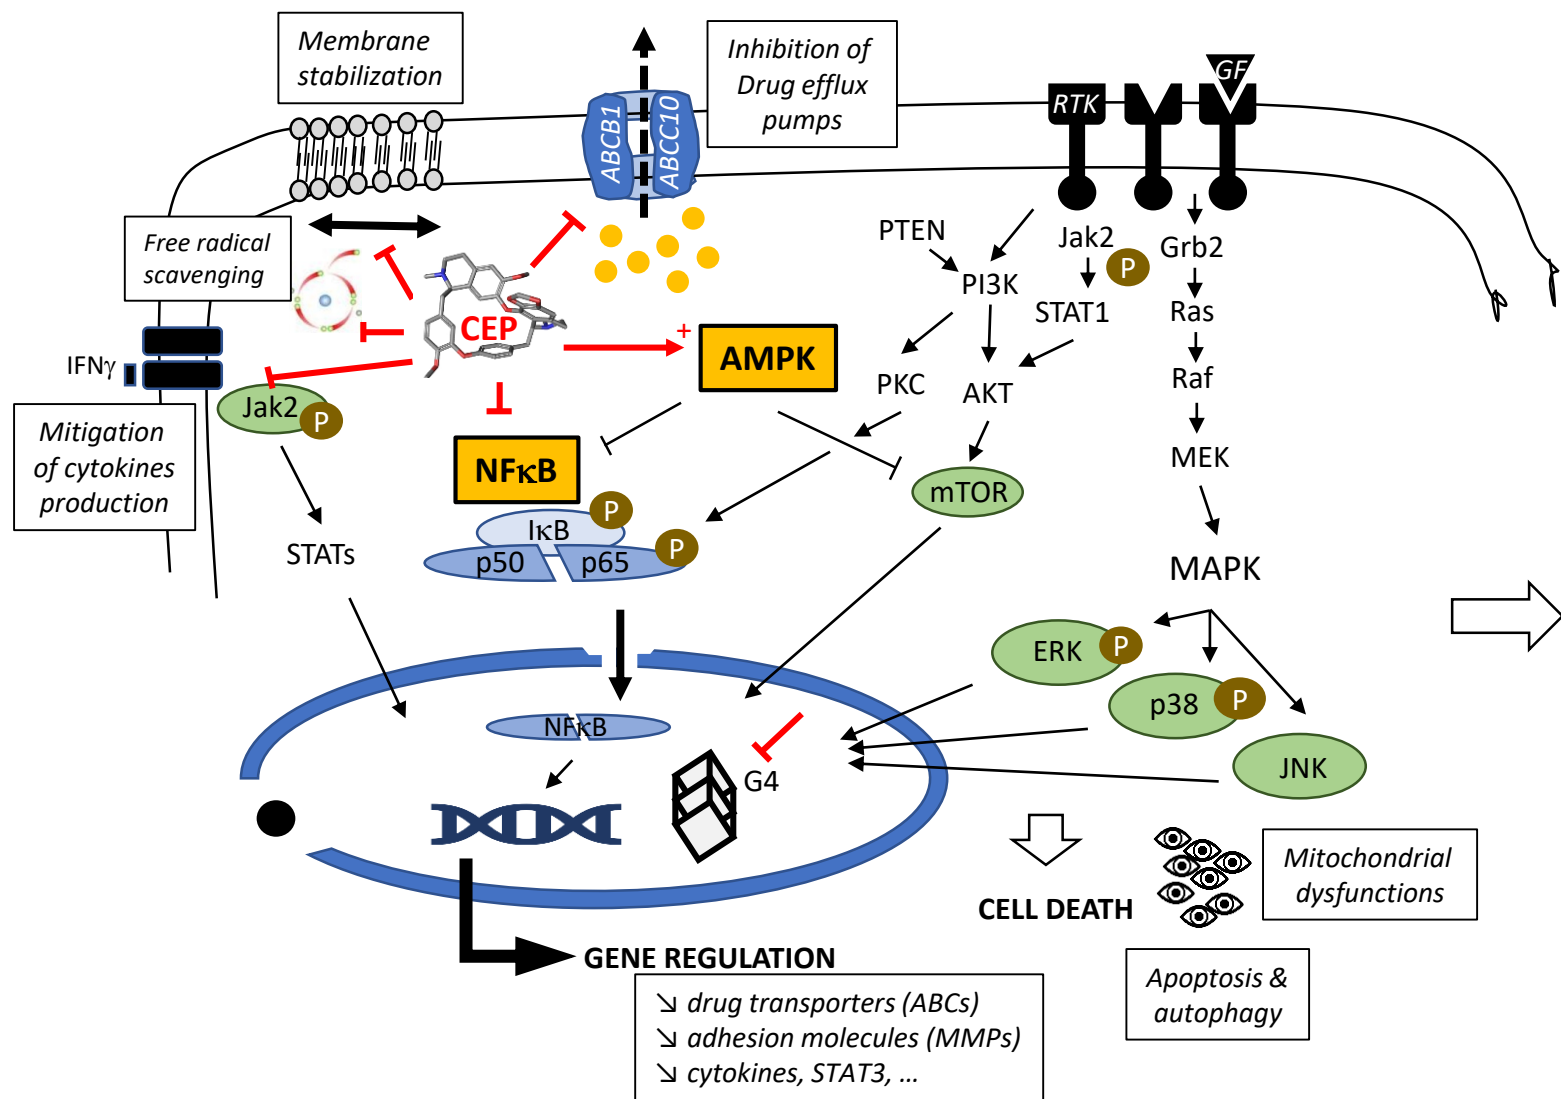 Membrane
stabilization
Inhibition of
Drug efflux
pumps
ABCB1
ABCC10
GF
RTK
Free radical
scavenging
PTEN
Jak2
P
Grb2
PI3K
STAT1
Ras
CEP
+
AMPK
IFNγ
PKC
AKT
Raf
Jak2
P
Mitigation
of cytokines
production
NFκB
MEK
mTOR
IκB
P
p50
p65
P
STATs
MAPK
ERK
P
p38
P
NFκB
G4
JNK
CELL DEATH
Mitochondrial
dysfunctions
GENE REGULATION
Apoptosis &
autophagy
↘ drug transporters (ABCs)
↘ adhesion molecules (MMPs)
↘ cytokines, STAT3, ...